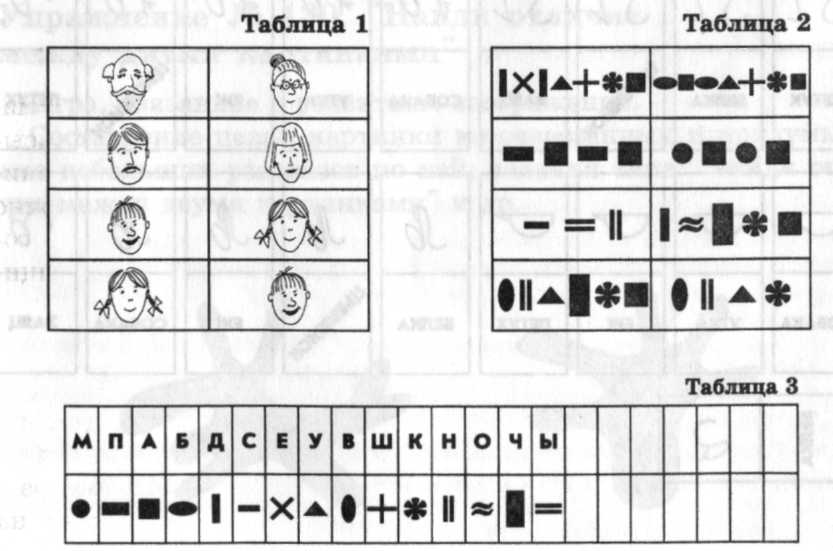 Таблица 1
Таблица 2
Таблица 3
М П А Б Д С Е У В Ш К Н О Ч Ы